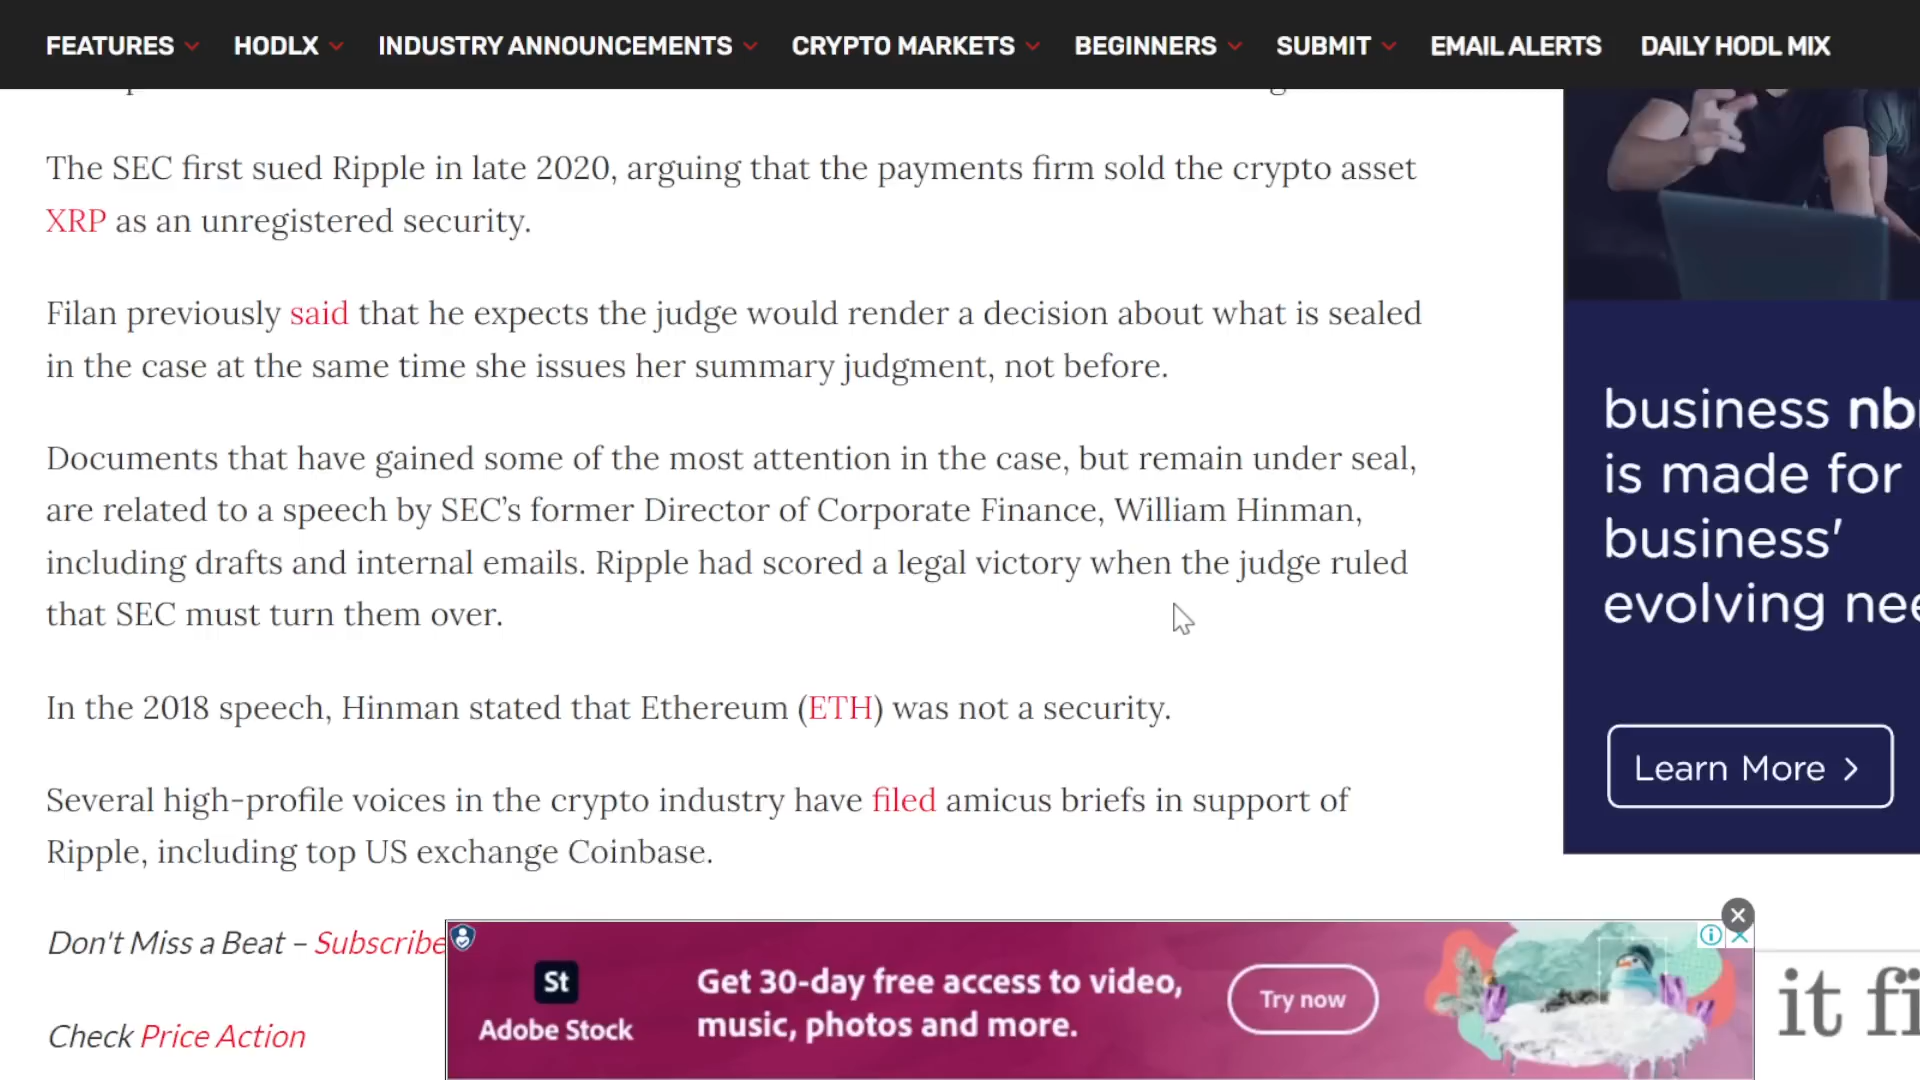 FEATURES HODLX INDUSTRY ANNOUNCEMENTS CRYPTO MARKETS BEGINNERS SUBMIT EMAIL ALERTS DAILY HODL MIX
The SEC first sued Ripple in late 2020, arguing that the payments firm sold the crypto asset
XRP as an unregistered security.
Filan previously said that he expects the judge would render a decision about what is sealed
in the case at the same time she issues her summary judgment, not before.
Documents that have gained some of the most attention in the case, but remain under seal,
are related to a speech by SEC’s former Director of Corporate Finance, William Hinman,
including drafts and internal emails. Ripple had scored a legal victory when the judge ruled
that SEC must turn them over.
In the 2018 speech, Hinman stated that Ethereum (ETH) was not a security.
Several high-profile voices in the crypto industry have filed amicus briefs in support of
Ripple, including top US exchange Coinbase.
Don't Miss a Beat – Subscribe
Check Price Action
business
is made for
business'
evolving
Learn More >
St
Adobe Stock
Get 30-day free access to video,
music, photos and more.
Try now
it